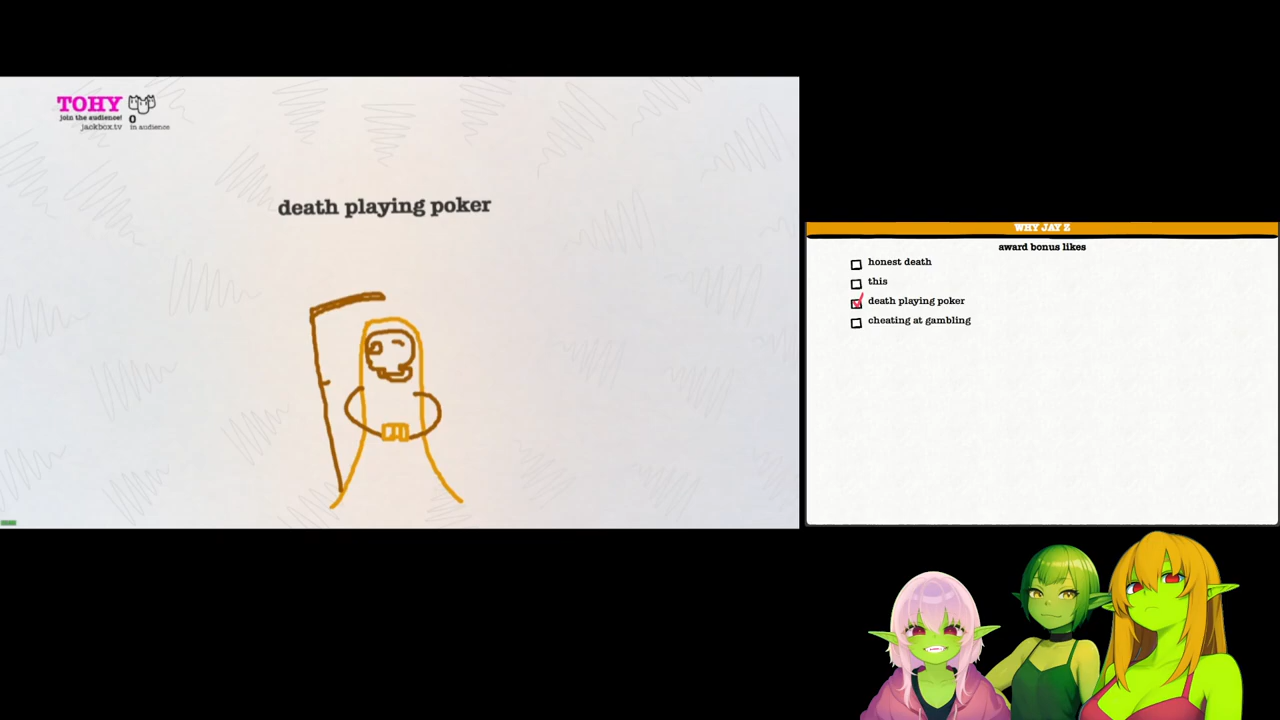 TOHY
join the audience!
jackbox.tv
0
in audience
death playing poker
WHY JAY Z
award bonus likes
honest death
this
death playing poker
cheating at gambling